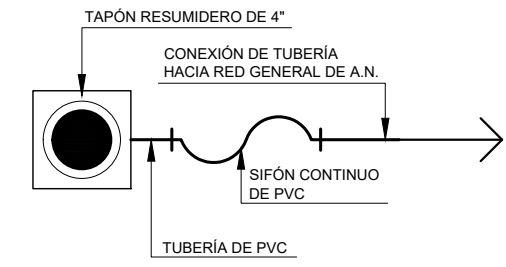 TAPÓN RESUMIDERO DE 4"
CONEXIÓN DE TUBERÍA
HACIA RED GENERAL DE A.N.
SIFÓN CONTINUO
DE PVC
TUBERÍA DE PVC